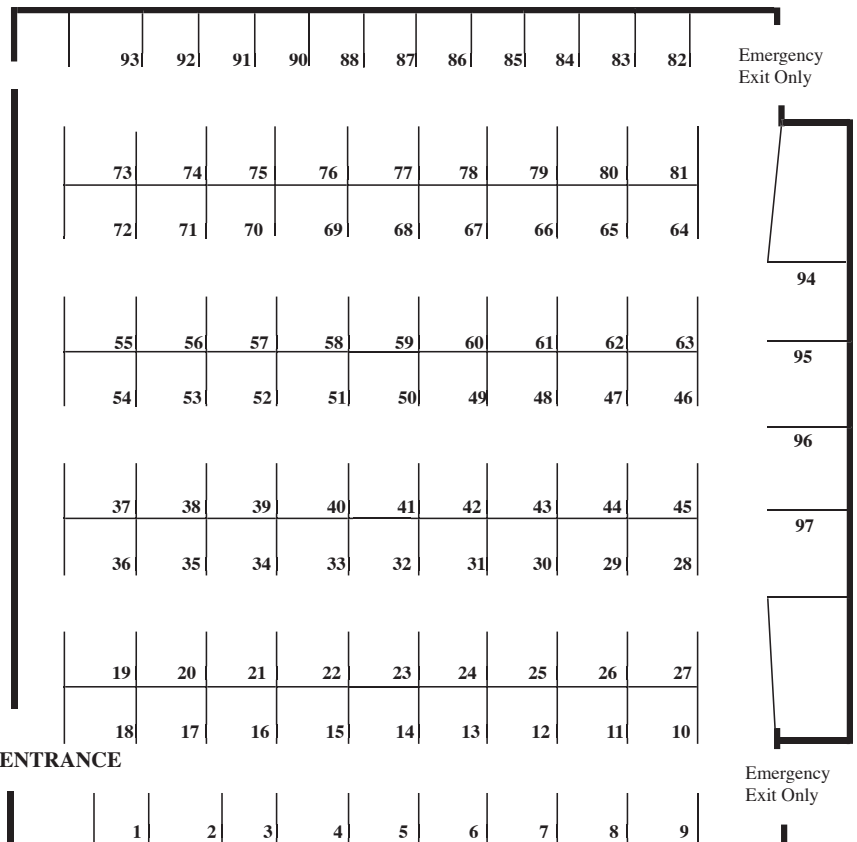 93 92 91 90 88 87 86 85 84 83 82
Emergency
Exit Only
73 74 75 76 77 78 79 80 81
72 71 70 69 68 67 66 65 64
94
55 56 57 58 59 60 61 62 63
95
54 53 52 51 50 49 48 47 46
96
37 38 39 40 41 42 43 44 45
97
36 35 34 33 32 31 30 29 28
19 20 21 22 23 24 25 26 27
18 17 16 15 14 13 12 11 10
ENTRANCE
Emergency
Exit Only
1 2 3 4 5 6 7 8 9